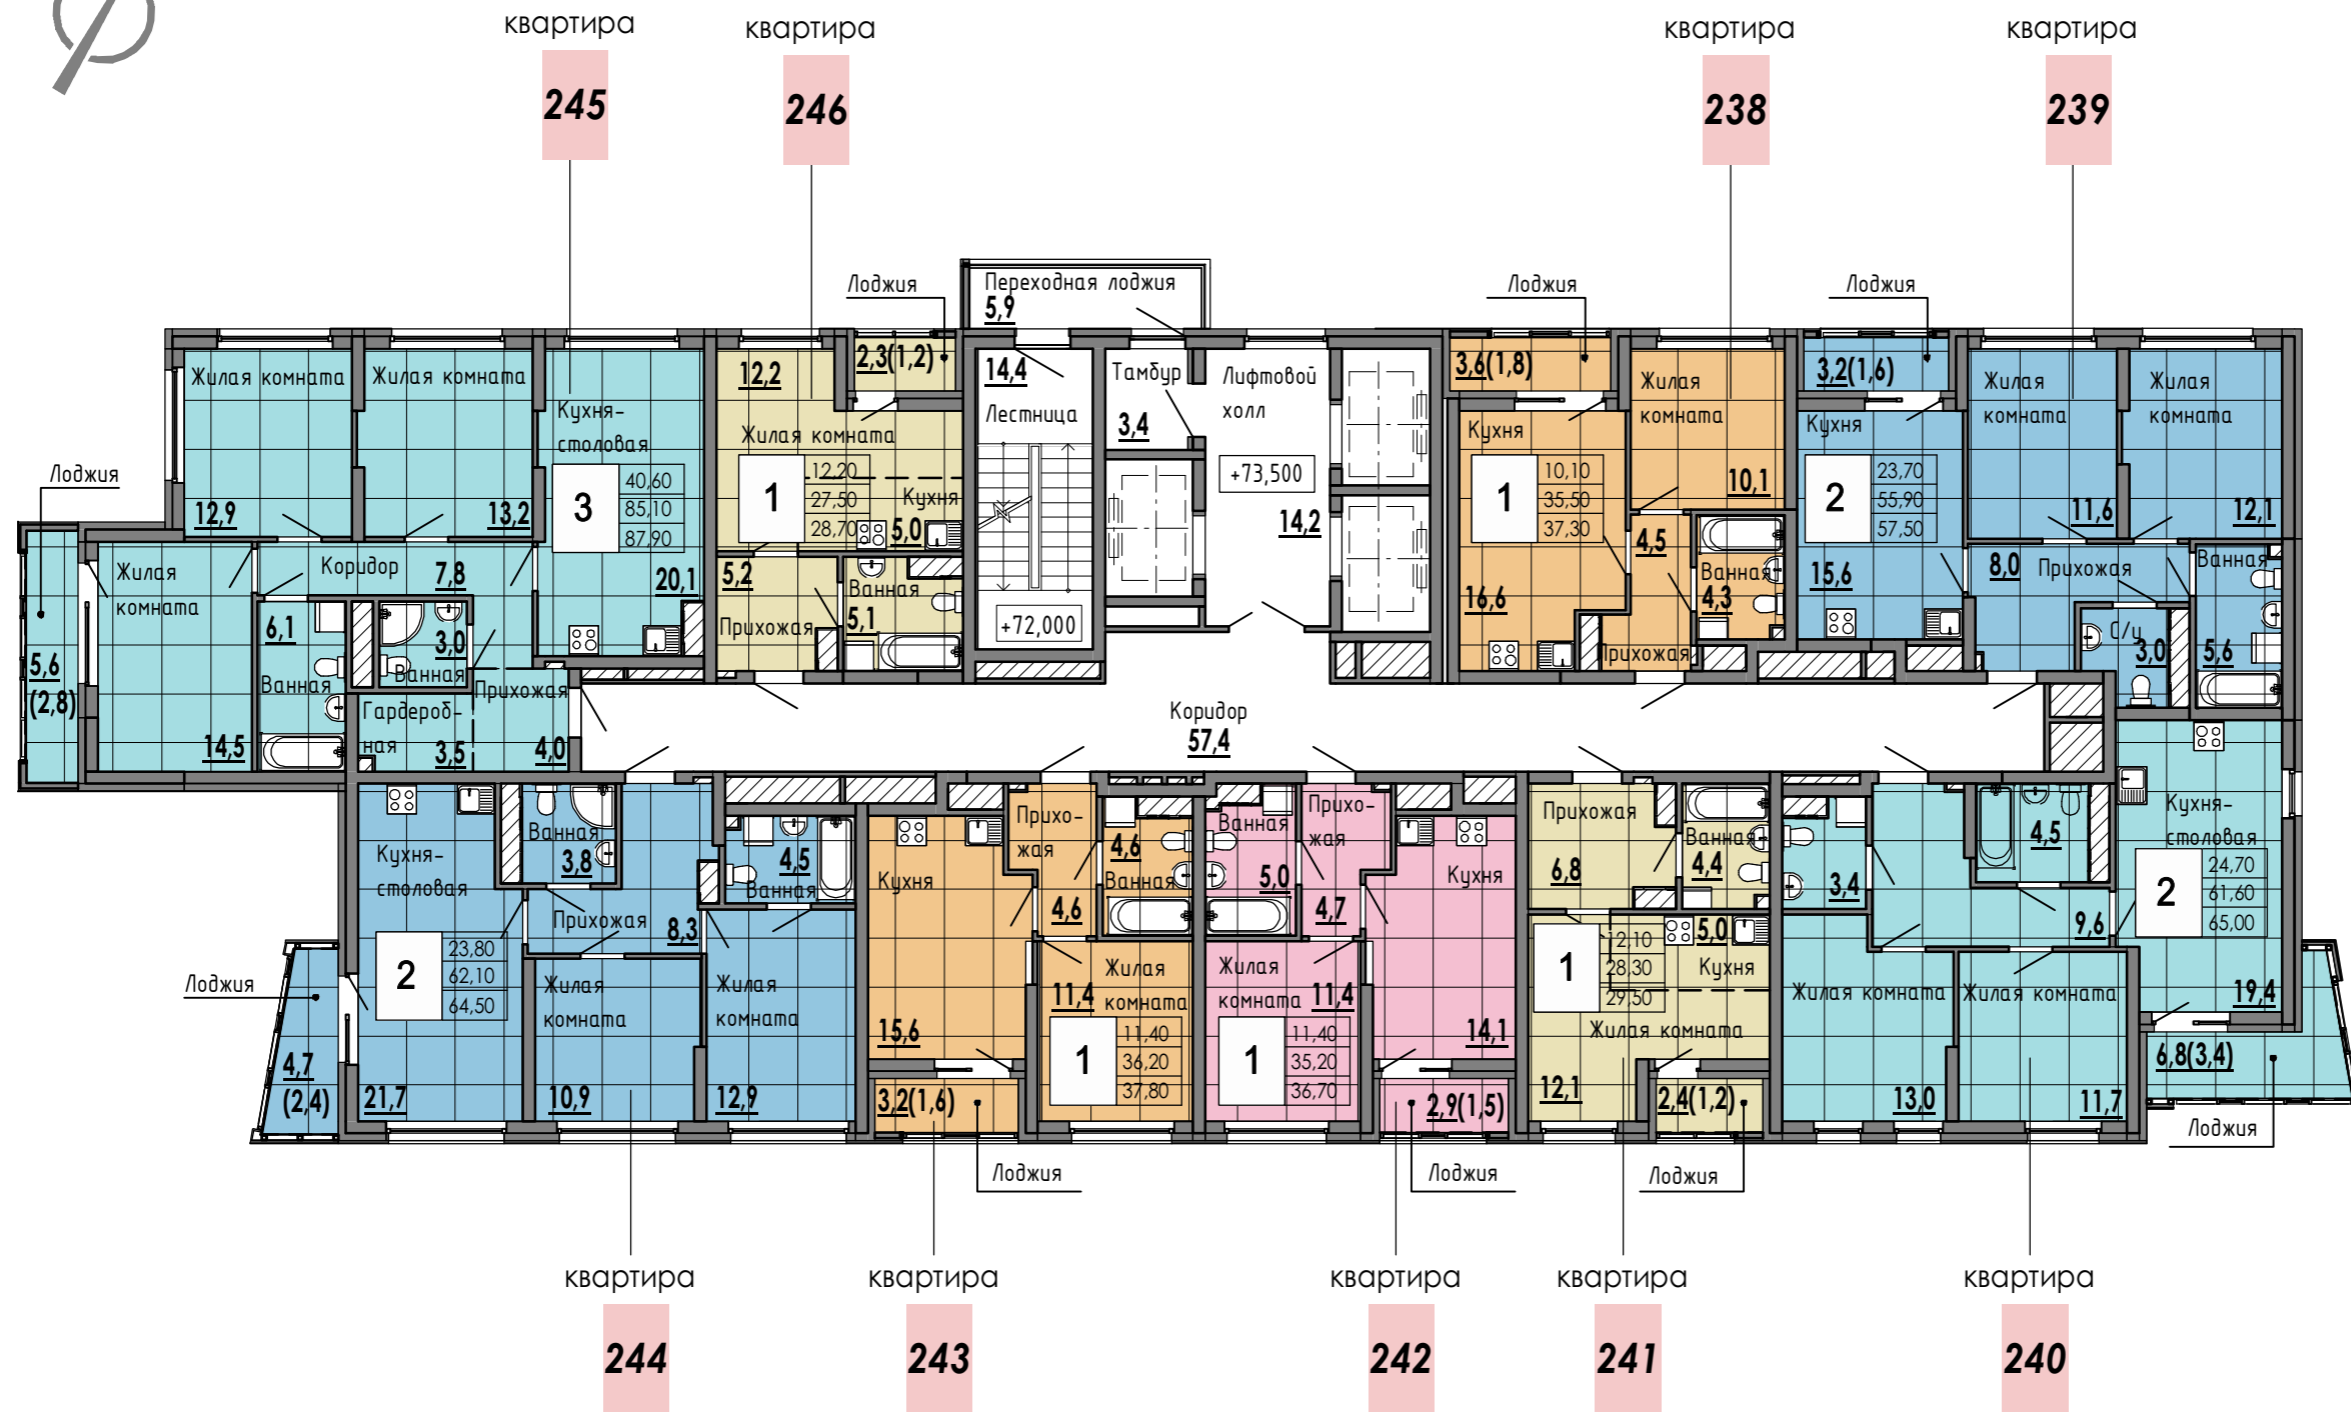 квартира
245
квартира
246
квартира
238
квартира
239
Лоджия
Переходная лоджия
5,9
Лоджия
Лоджия
Жилая комната
12,9
Жилая комната
13,2
Кухня-
столовая
3
40,60
85,10
87,90
20,1
12,2
2,3(1,2)
Жилая комната
1
12,20
27,50
28,70
Кухня
5,0
14,4
Лестница
+72,000
Тамбур
3,4
Лифтовой
холл
+73,500
14,2
3,6(1,8)
Кухня
1
10,10
35,50
37,30
16,6
Жилая
комната
10,1
4,5
Прихожая
Ванная
4,3
3,2(1,6)
Кухня
2
23,70
55,90
57,50
15,6
Жилая
комната
11,6
Жилая
комната
12,1
8,0
Прихожая
Ванная
5,6
С/у
3,0
Лоджия
5,6
(2,8)
Жилая
комната
14,5
Коридор
7,8
6,1
Ванная
3,0
Ванная
Прихожая
4,0
Гардероб-
ная
3,5
5,2
Прихожая
Ванная
5,1
Коридор
57,4
Кухня-
столовая
2
23,80
62,10
64,50
21,7
Лоджия
4,7
(2,4)
Ванная
3,8
Прихожая
8,3
4,5
Ванная
Жилая
комната
10,9
Жилая
комната
12,9
Кухня
15,6
3,2(1,6)
Прихо-
жая
4,6
4,6
Ванная
Жилая
11,4
комната
1
11,40
36,20
37,80
Ванная
5,0
Прихо-
жая
4,7
Жилая
комната
11,4
1
11,40
35,20
36,70
Кухня
14,1
2,9(1,5)
Прихожая
6,8
Ванная
4,4
1
12,10
28,30
29,50
5,0
Кухня
Жилая комната
12,1
2,4(1,2)
3,4
4,5
9,6
Жилая комната
13,0
Жилая комната
11,7
Кухня-
столовая
2
24,70
61,60
65,00
19,4
6,8(3,4)
Лоджия
Лоджия
Лоджия
Лоджия
квартира
244
квартира
243
квартира
242
квартира
241
квартира
240